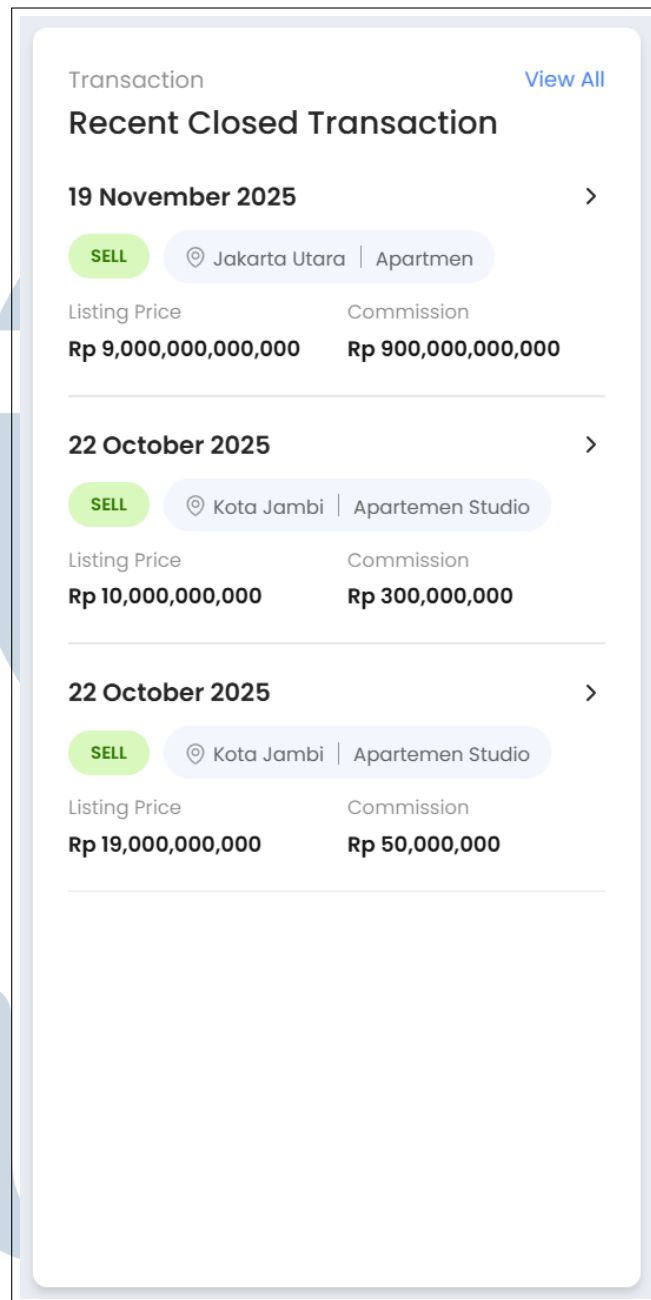 Transaction View All
Recent Closed Transaction
19 November 2025
SELL Jakarta Utara | Apartmen
Listing Price Commission
Rp 9,000,000,000,000 Rp 900,000,000,000
22 October 2025
SELL Kota Jambi | Apartemen Studio
Listing Price Commission
Rp 10,000,000,000 Rp 300,000,000
22 October 2025
SELL Kota Jambi | Apartemen Studio
Listing Price Commission
Rp 19,000,000,000 Rp 50,000,000